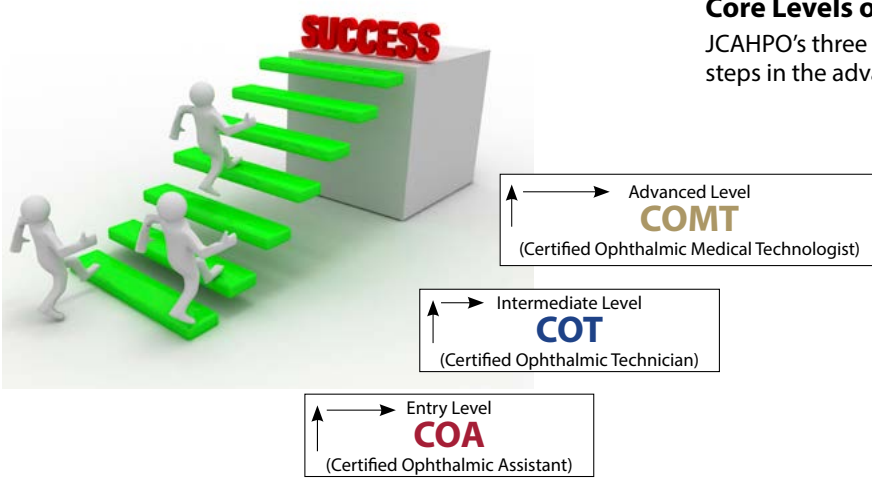 SUCCESS
Core Levels
JCAHPO's three
steps in the
Advanced Level
COMT
(Certified Ophthalmic Medical Technologist)
Intermediate Level
COT
(Certified Ophthalmic Technician)
Entry Level
COA
(Certified Ophthalmic Assistant)